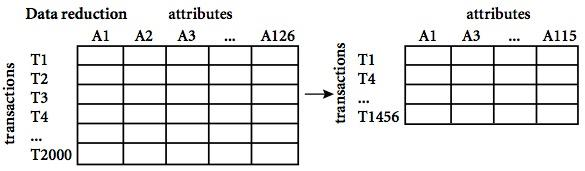 Data reduction
attributes
A1 A2 A3 ... A126
transactions
T1
T2
T3
T4
...
T2000
attributes
A1 A3 ... A115
transactions
T1
T4
...
T1456